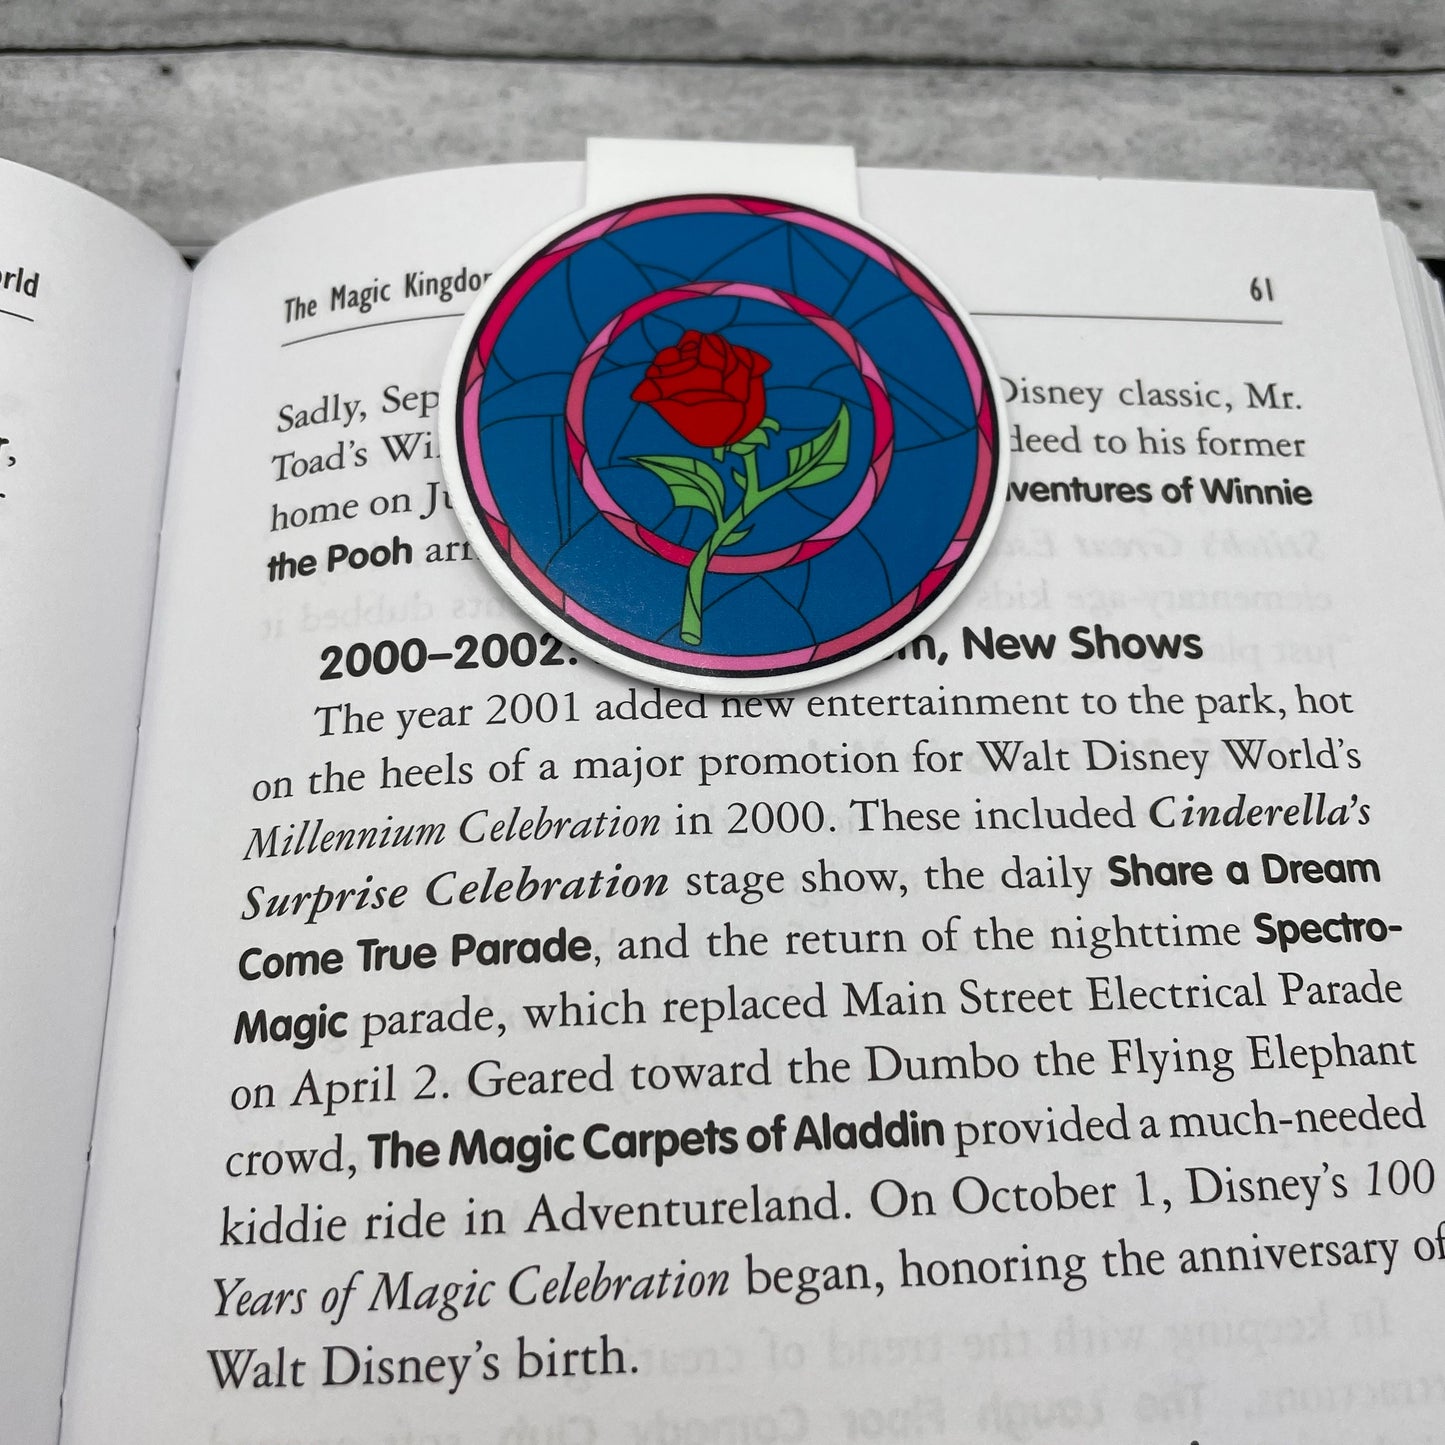 orld
The Magic Kingdo
61
Sadly, Sep Disney classic, Mr.
Toad's Wi deed to his former
home on Ju ventures of Winnie
the Pooh arr
2000–2002: n, New Shows
The year 2001 added new entertainment to the park, hot
on the heels of a major promotion for Walt Disney World's
Millennium Celebration in 2000. These included Cinderella's
Surprise Celebration stage show, the daily Share a Dream
Come True Parade, and the return of the nighttime Spectro-
Magic parade, which replaced Main Street Electrical Parade
on April 2. Geared toward the Dumbo the Flying Elephant
crowd, The Magic Carpets of Aladdin provided a much-needed
kiddie ride in Adventureland. On October 1, Disney's 100
Years of Magic Celebration began, honoring the anniversary of
Walt Disney's birth.